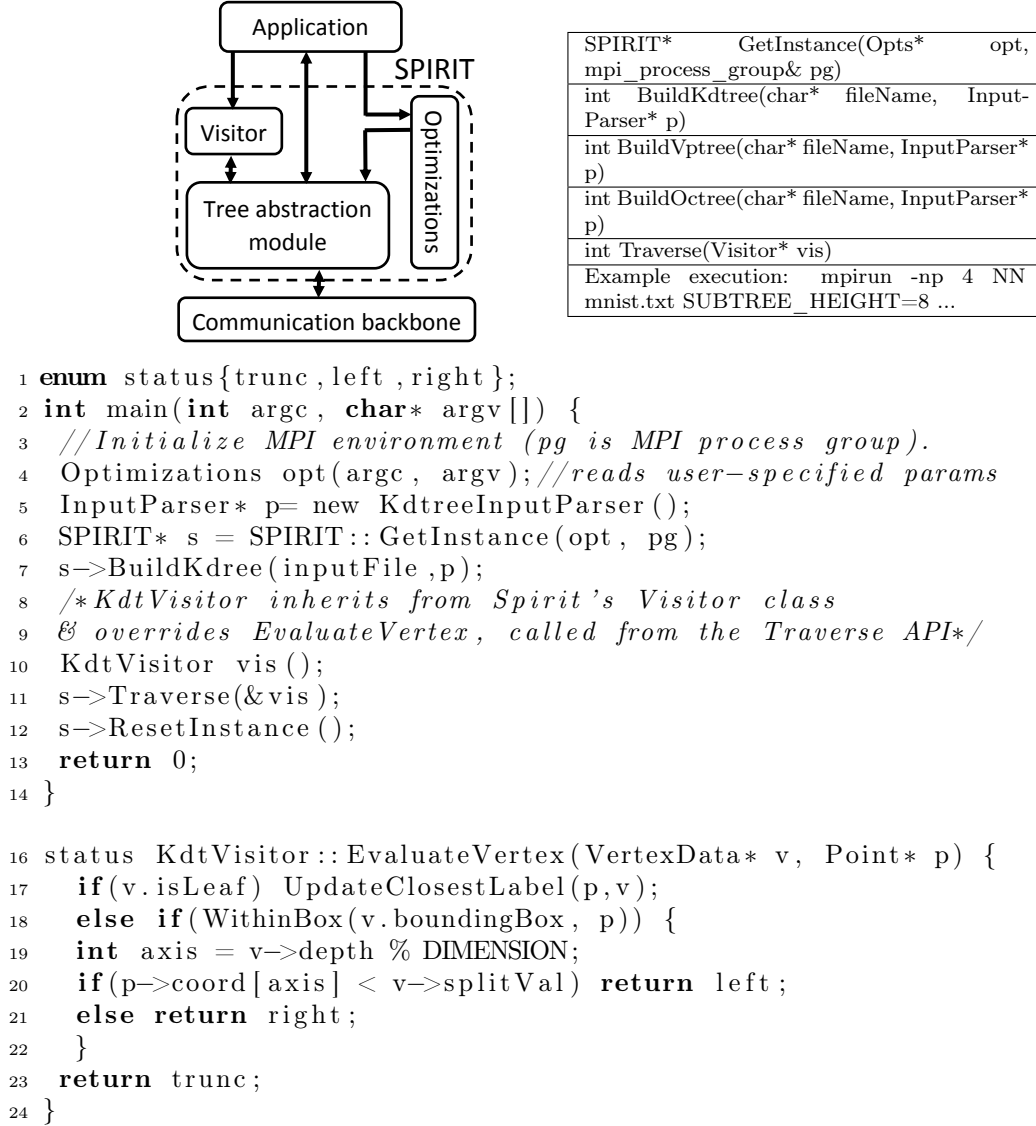 Application
SPIRIT
Visitor
Optimizations
Tree abstraction
module
Communication backbone
SPIRIT* GetInstance(Opts* opt,
mpi_process_group& pg)
int BuildKdtree(char* fileName, Input-
Parser* p)
int BuildVptree(char* fileName, InputParser*
p)
int BuildOctree(char* fileName, InputParser*
p)
int Traverse(Visitor* vis)
Example execution: mpirun -np 4 NN
mnist.txt SUBTREE_HEIGHT=8 ...
1 enum status{trunc,left,right};
2 int main(int argc, char* argv[]) {
3 //Initialize MPI environment (pg is MPI process group).
4 Optimizations opt(argc, argv);//reads user-specified params
5 InputParser* p= new KdtreeInputParser();
6 SPIRIT* s = SPIRIT::GetInstance(opt, pg);
7 s->BuildKdree(inputFile,p);
8 /*KdtVisitor inherits from Spirit's Visitor class
9 & overrides EvaluateVertex, called from the Traverse API*/
10 KdtVisitor vis();
11 s->Traverse(&vis);
12 s->ResetInstance();
13 return 0;
14 }
16 status KdtVisitor::EvaluateVertex(VertexData* v, Point* p) {
17 if(v.isLeaf) UpdateClosestLabel(p,v);
18 else if(WithinBox(v.boundingBox, p)) {
19 int axis = v->depth % DIMENSION;
20 if(p->coord[axis] < v->splitVal) return left;
21 else return right;
22 }
23 return trunc;
24 }